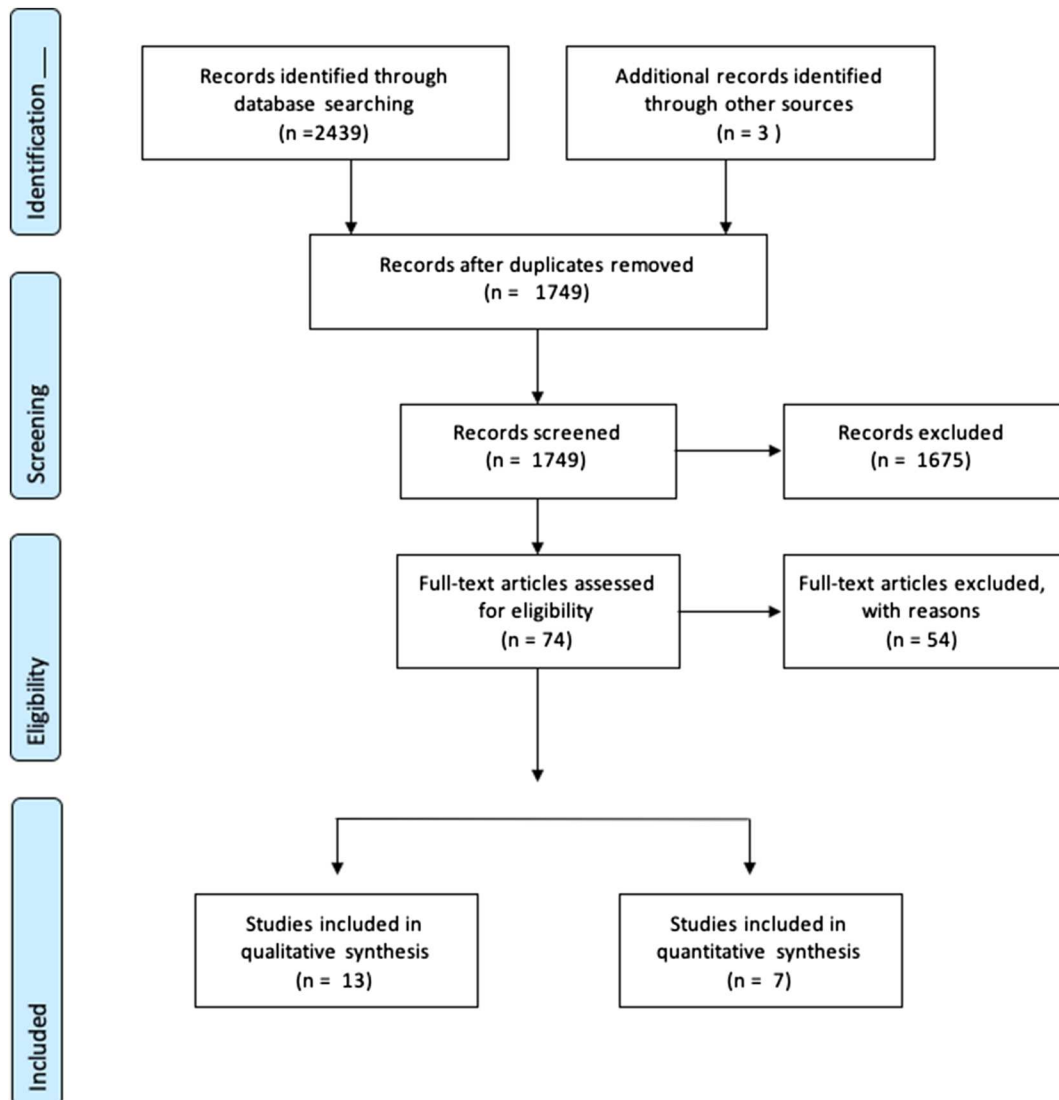 Identification __
Records identified through
database searching
(n =2439)
Additional records identified
through other sources
(n = 3 )
Records after duplicates removed
(n = 1749)
Screening
Records screened
(n = 1749)
Records excluded
(n = 1675)
Eligibility
Full-text articles assessed
for eligibility
(n = 74)
Full-text articles excluded,
with reasons
(n = 54)
Included
Studies included in
qualitative synthesis
(n = 13)
Studies included in
quantitative synthesis
(n = 7)